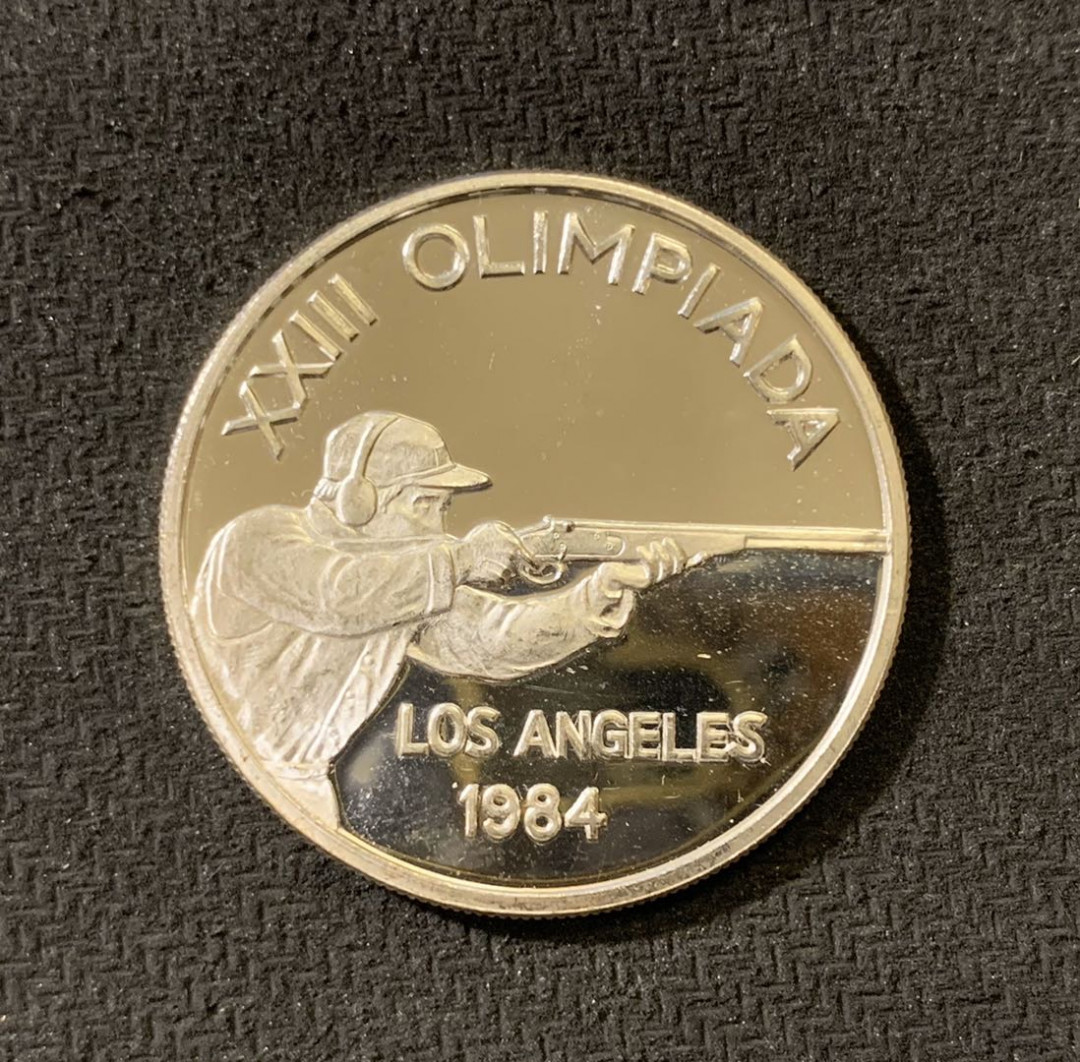 XXIII OLIMPIADA
LOS ANGELES
1984